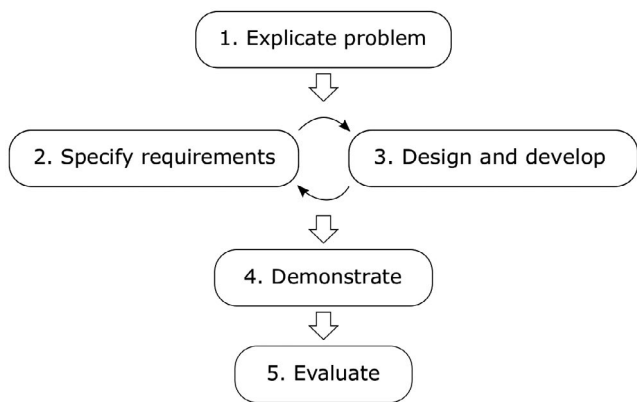 1. Explicate problem
2. Specify requirements
3. Design and develop
4. Demonstrate
5. Evaluate